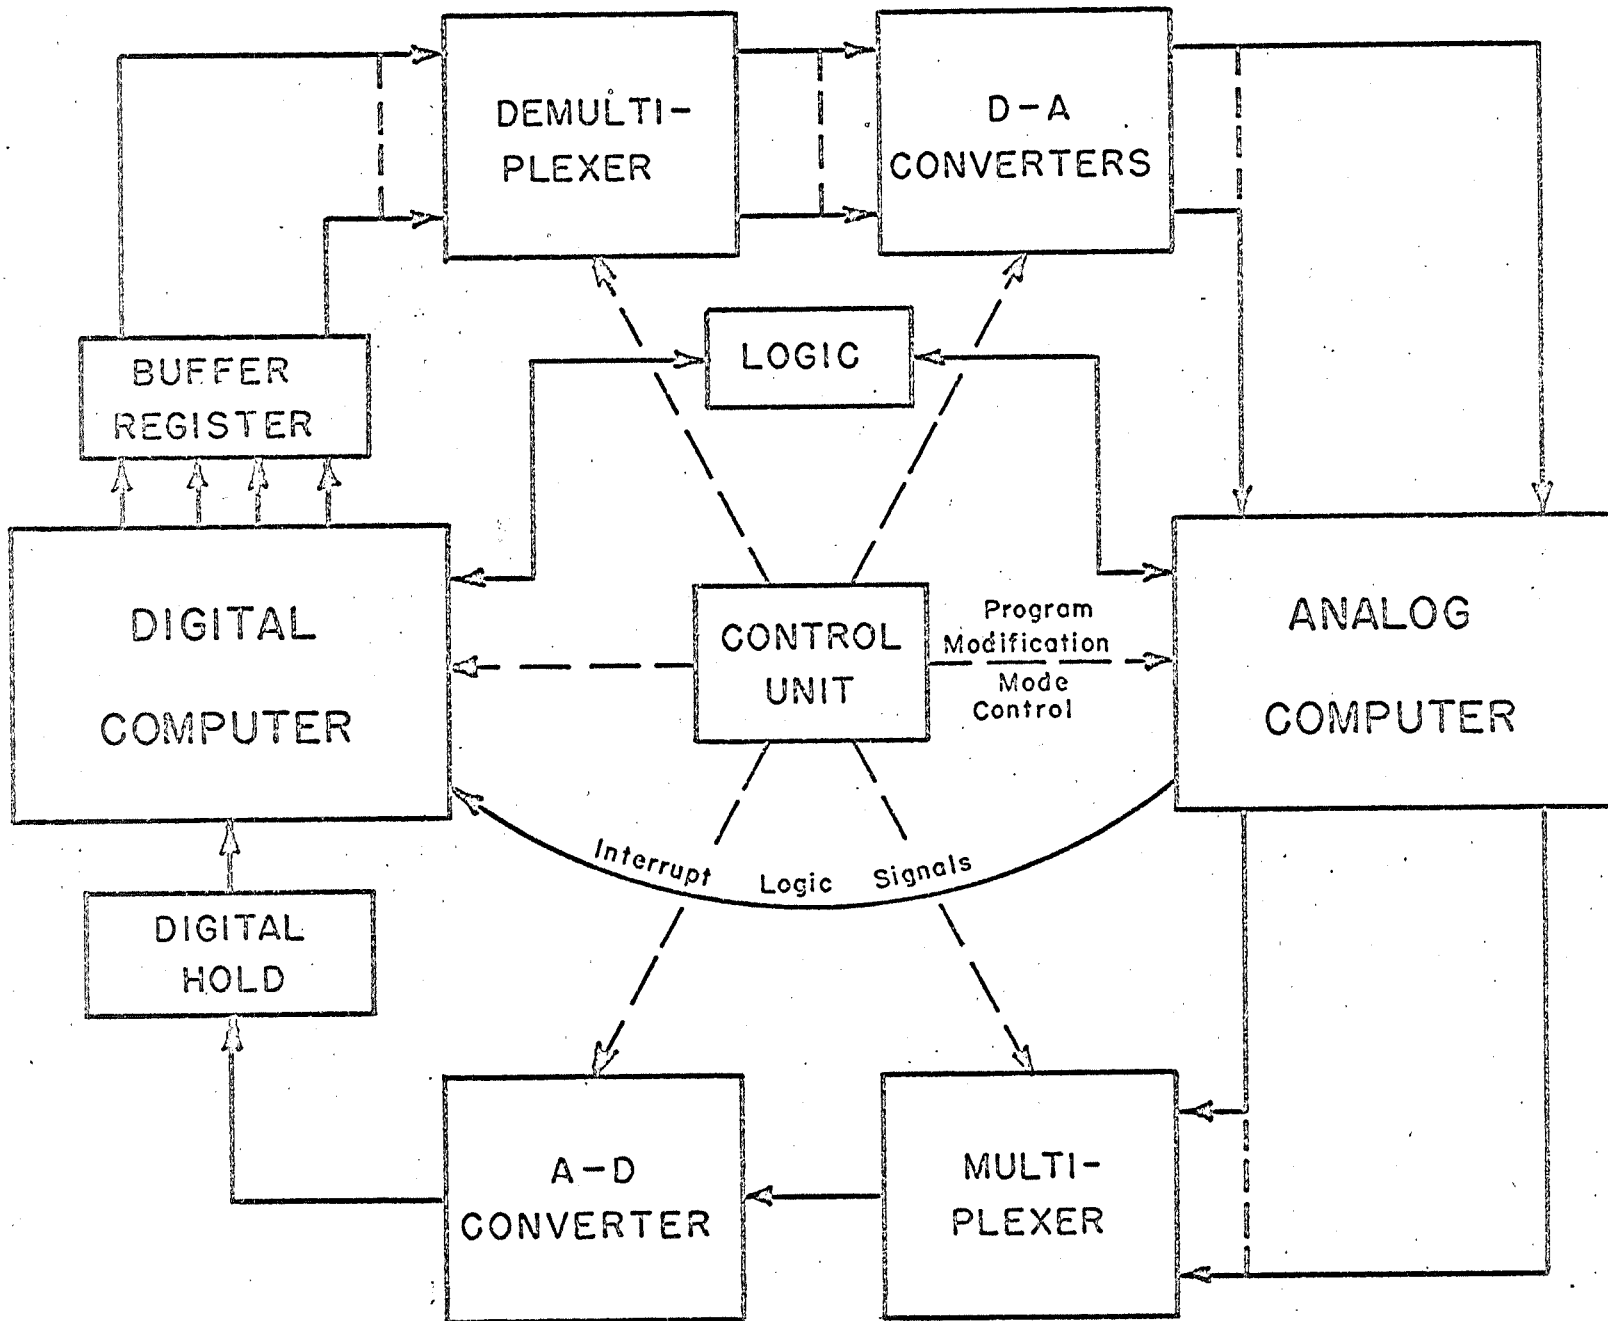 DEMULTI-
PLEXER
D-A
CONVERTERS
LOGIC
BUFFER
REGISTER
DIGITAL
COMPUTER
CONTROL
UNIT
Program
Modification
Mode
Control
ANALOG
COMPUTER
Interrupt Logic Signals
DIGITAL
HOLD
A-D
CONVERTER
MULTI-
PLEXER